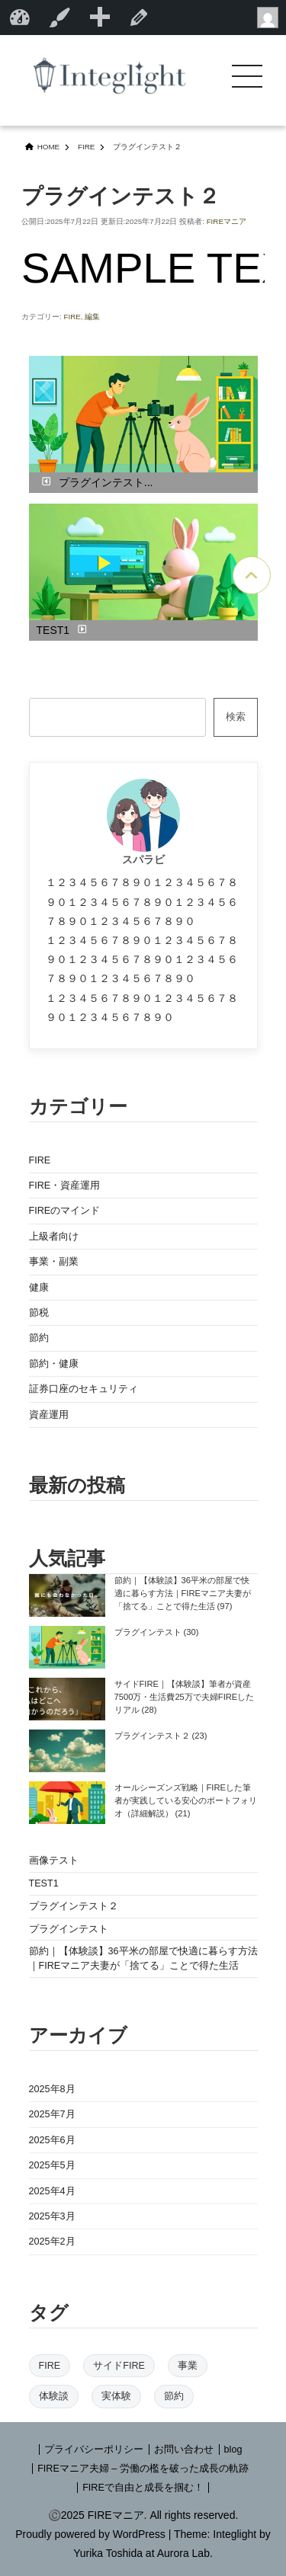 Integlight
HOME > FIRE > プラグインテスト２
プラグインテスト２
公開日:2025年7月22日 更新日:2025年7月22日 投稿者: FIREマニア
SAMPLE TE
カテゴリー: FIRE, 編集
プラグインテスト...
TEST1
検索
スパラビ
１２３４５６７８９０１２３４５６７８
９０１２３４５６７８９０１２３４５６
７８９０１２３４５６７８９０
１２３４５６７８９０１２３４５６７８
９０１２３４５６７８９０１２３４５６
７８９０１２３４５６７８９０
１２３４５６７８９０１２３４５６７８
９０１２３４５６７８９０
カテゴリー
FIRE
FIRE・資産運用
FIREのマインド
上級者向け
事業・副業
健康
節税
節約
節約・健康
証券口座のセキュリティ
資産運用
最新の投稿
人気記事
節約｜【体験談】36平米の部屋で快
適に暮らす方法｜FIREマニア夫妻が
「捨てる」ことで得た生活 (97)
プラグインテスト (30)
これから、
サイドFIRE｜【体験談】筆者が資産
7500万・生活費25万で夫婦FIREした
リアル (28)
プラグインテスト２ (23)
オールシーズンズ戦略｜FIREした筆
者が実践している安心のポートフォリ
オ（詳細解説） (21)
画像テスト
TEST1
プラグインテスト２
プラグインテスト
節約｜【体験談】36平米の部屋で快適に暮らす方法
｜FIREマニア夫妻が「捨てる」ことで得た生活
アーカイブ
2025年8月
2025年7月
2025年6月
2025年5月
2025年4月
2025年3月
2025年2月
タグ
FIRE サイドFIRE 事業
体験談 実体験 節約
｜プライバシーポリシー｜お問い合わせ｜blog
｜FIREマニア夫婦 – 労働の檻を破った成長の軌跡
｜FIREで自由と成長を掴む！｜
©2025 FIREマニア. All rights reserved.
Proudly powered by WordPress | Theme: Integlight by
Yurika Toshida at Aurora Lab.